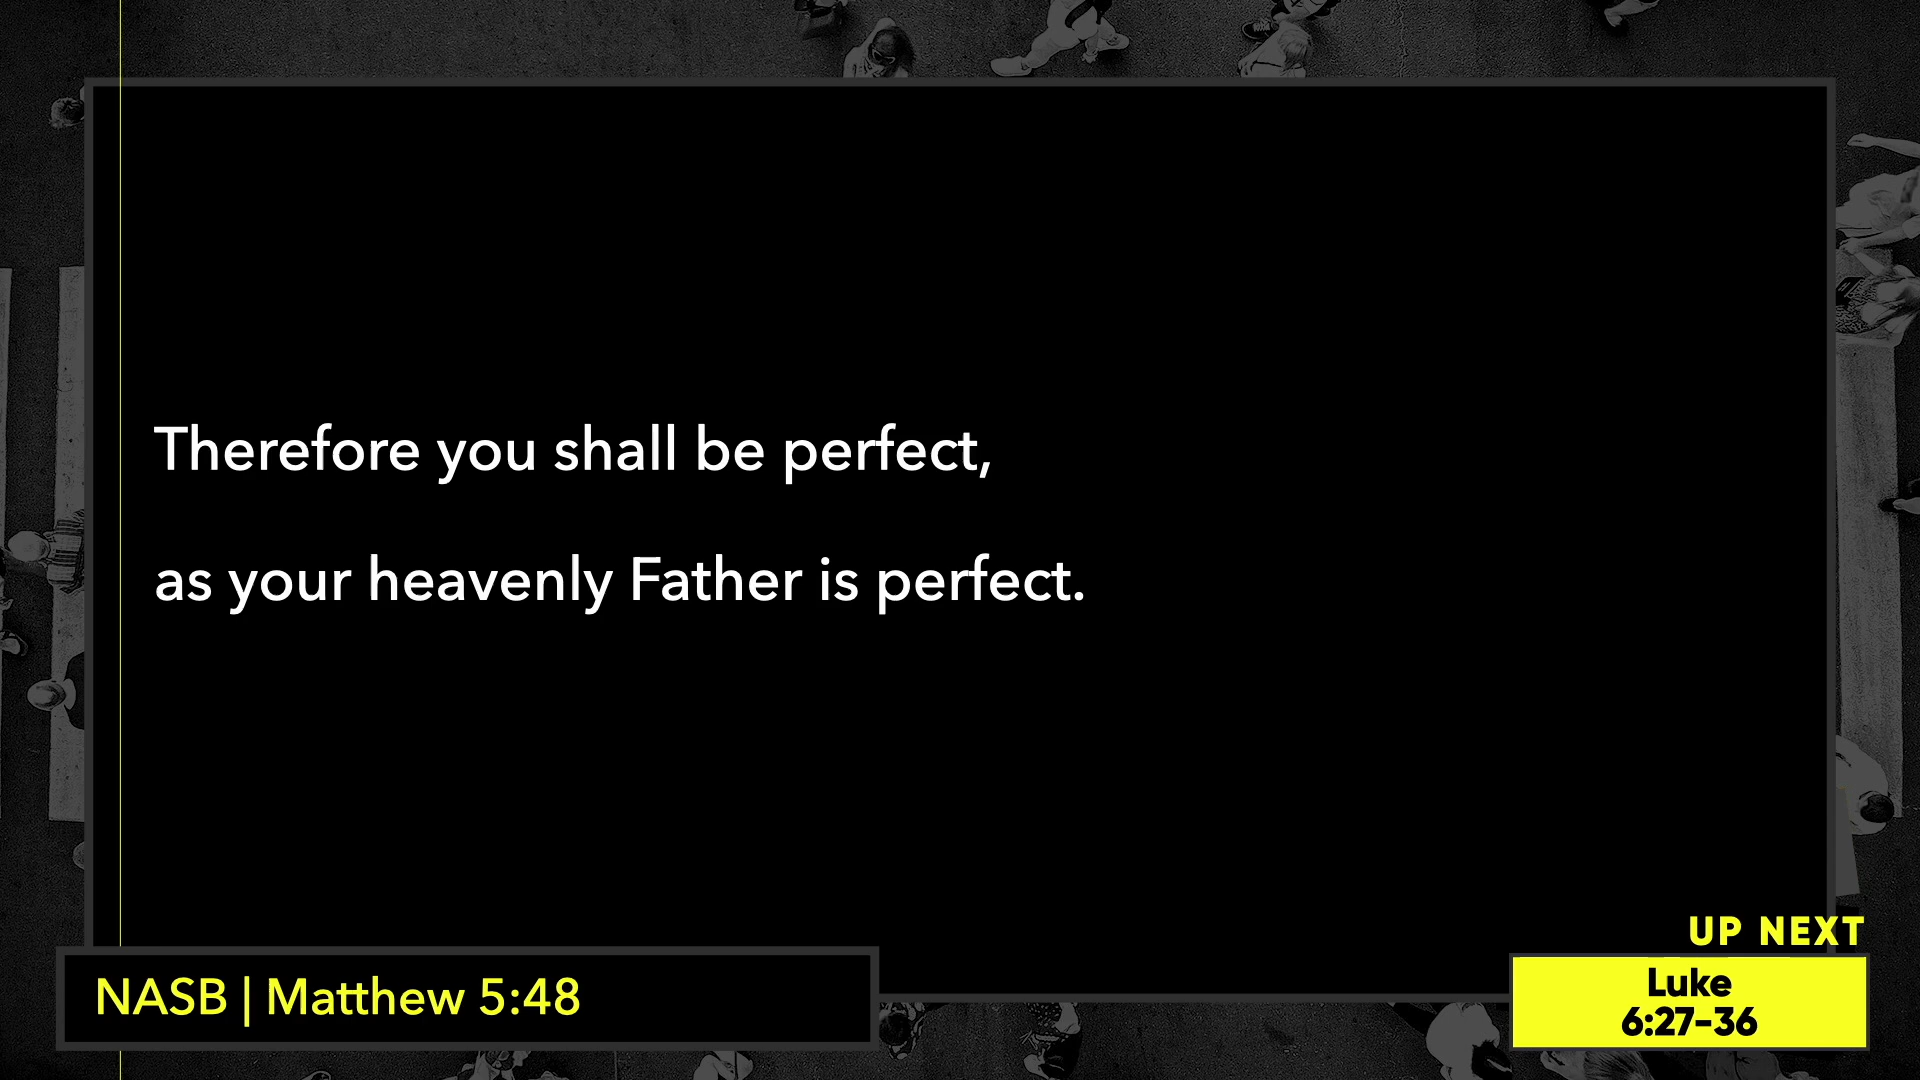 Therefore you shall be perfect,
as your heavenly Father is perfect.
NASB | Matthew 5:48
UP NEXT
Luke
6:27-36